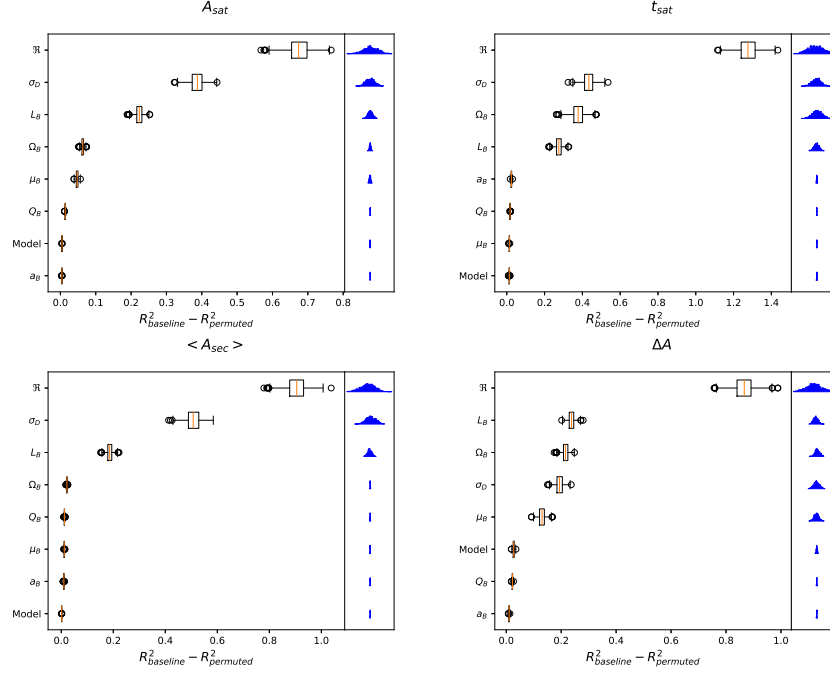 A_sat
ℜ
σ_D
L_B
Ω_B
μ_B
Q_B
Model
a_B
0.0 0.1 0.2 0.3 0.4 0.5 0.6 0.7 0.8
R²_baseline − R²_permuted
t_sat
ℜ
σ_D
Ω_B
L_B
a_B
Q_B
μ_B
Model
0.0 0.2 0.4 0.6 0.8 1.0 1.2 1.4
R²_baseline − R²_permuted
< A_sec >
ℜ
σ_D
L_B
Ω_B
Q_B
μ_B
a_B
Model
0.0 0.2 0.4 0.6 0.8 1.0
R²_baseline − R²_permuted
ΔA
ℜ
L_B
Ω_B
σ_D
μ_B
Model
Q_B
a_B
0.0 0.2 0.4 0.6 0.8 1.0
R²_baseline − R²_permuted